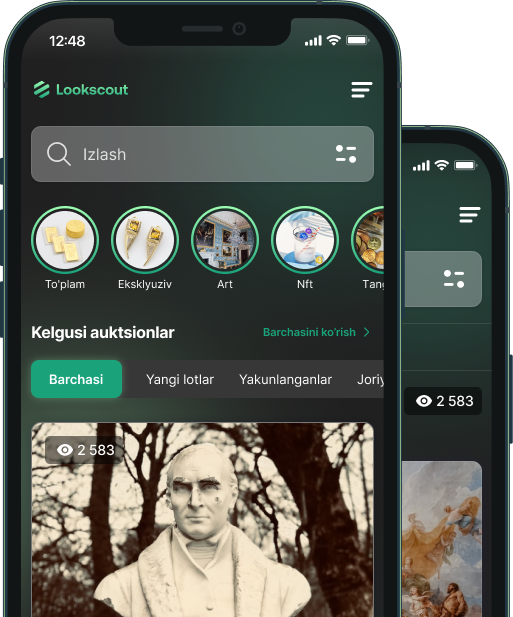 12:48
Lookscout
Izlash
To'plam
Eksklyuziv
Art
Nft
Tang
Kelgusi auktsionlar
Barchasini ko'rish
Barchasi
Yangi lotlar
Yakunlanganlar
Joriy
2 583
2 583